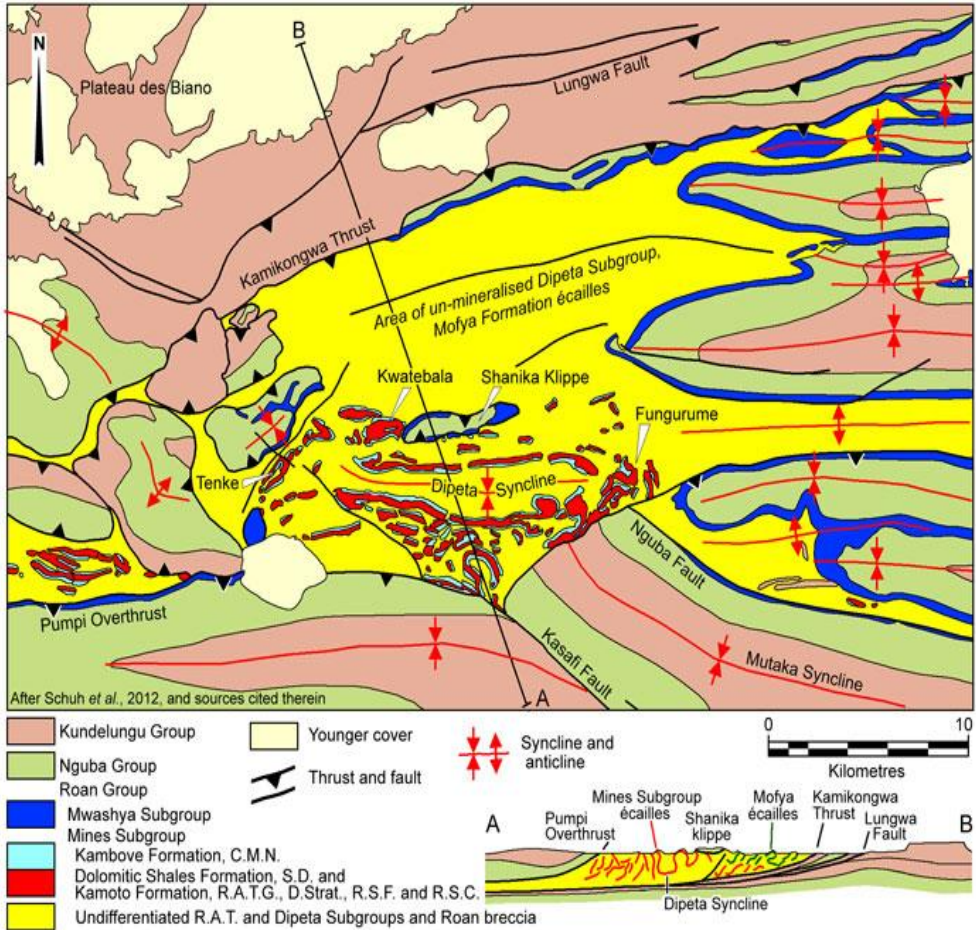 N
B
Plateau des Biano
Lungwa Fault
Kamikongwa Thrust
Area of un-mineralised Dipeta Subgroup,
Mofya Formation écailles
Kwatebala
Shanika Klippe
Fungurume
Tenke
Dipeta Syncline
Nguba Fault
Pumpi Overthrust
Kasafi Fault
Mutaka Syncline
A
After Schuh et al., 2012, and sources cited therein
Kundelungu Group
Nguba Group
Roan Group
Mwashya Subgroup
Mines Subgroup
Kambove Formation, C.M.N.
Dolomitic Shales Formation, S.D. and
Kamoto Formation, R.A.T.G., D.Strat., R.S.F. and R.S.C.
Undifferentiated R.A.T. and Dipeta Subgroups and Roan breccia
Younger cover
Thrust and fault
Syncline and
anticline
0 10
Kilometres
A
Pumpi
Overthrust
Mines Subgroup
écailles
Shanika
klippe
Mofya
écailles
Kamikongwa
Thrust
Lungwa
Fault
B
Dipeta Syncline